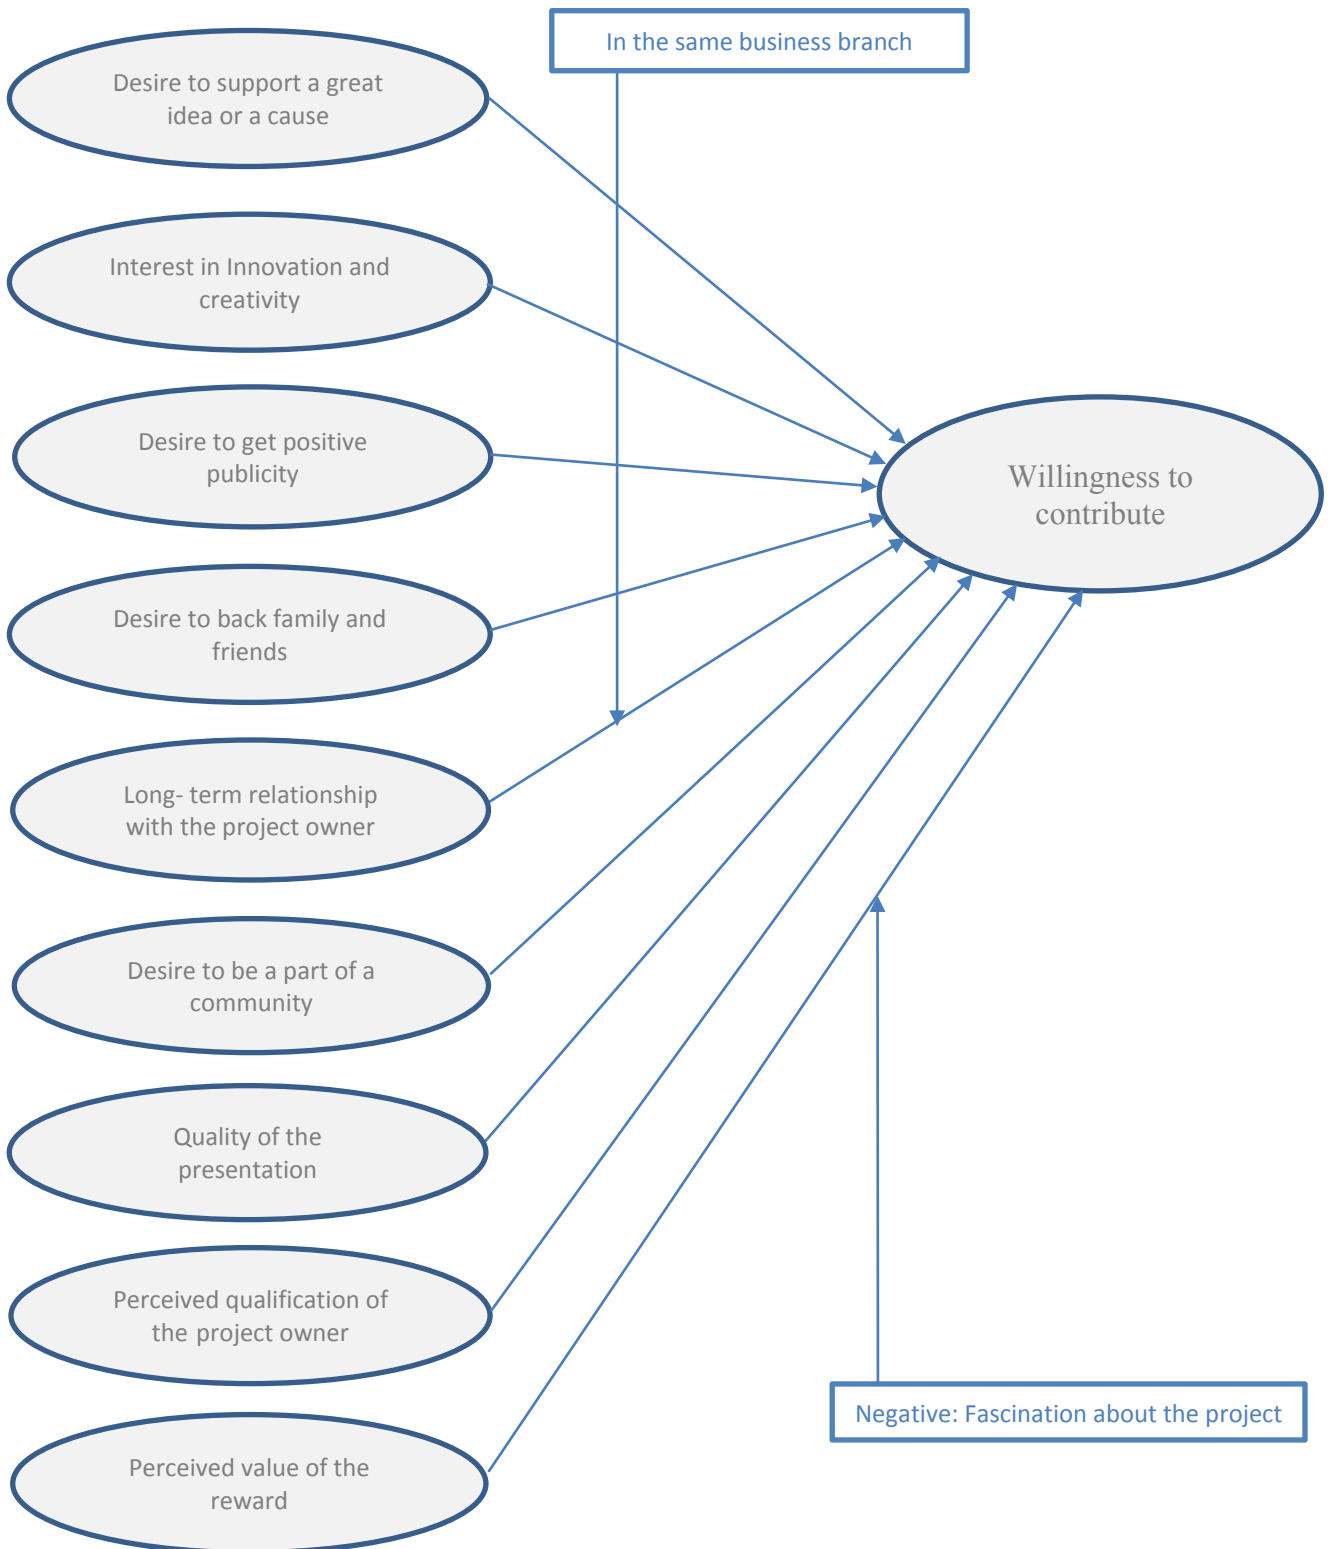 In the same business branch
Desire to support a great
idea or a cause
Interest in Innovation and
creativity
Desire to get positive
publicity
Willingness to
contribute
Desire to back family and
friends
Long- term relationship
with the project owner
Desire to be a part of a
community
Quality of the
presentation
Perceived qualification of
the project owner
Negative: Fascination about the project
Perceived value of the
reward